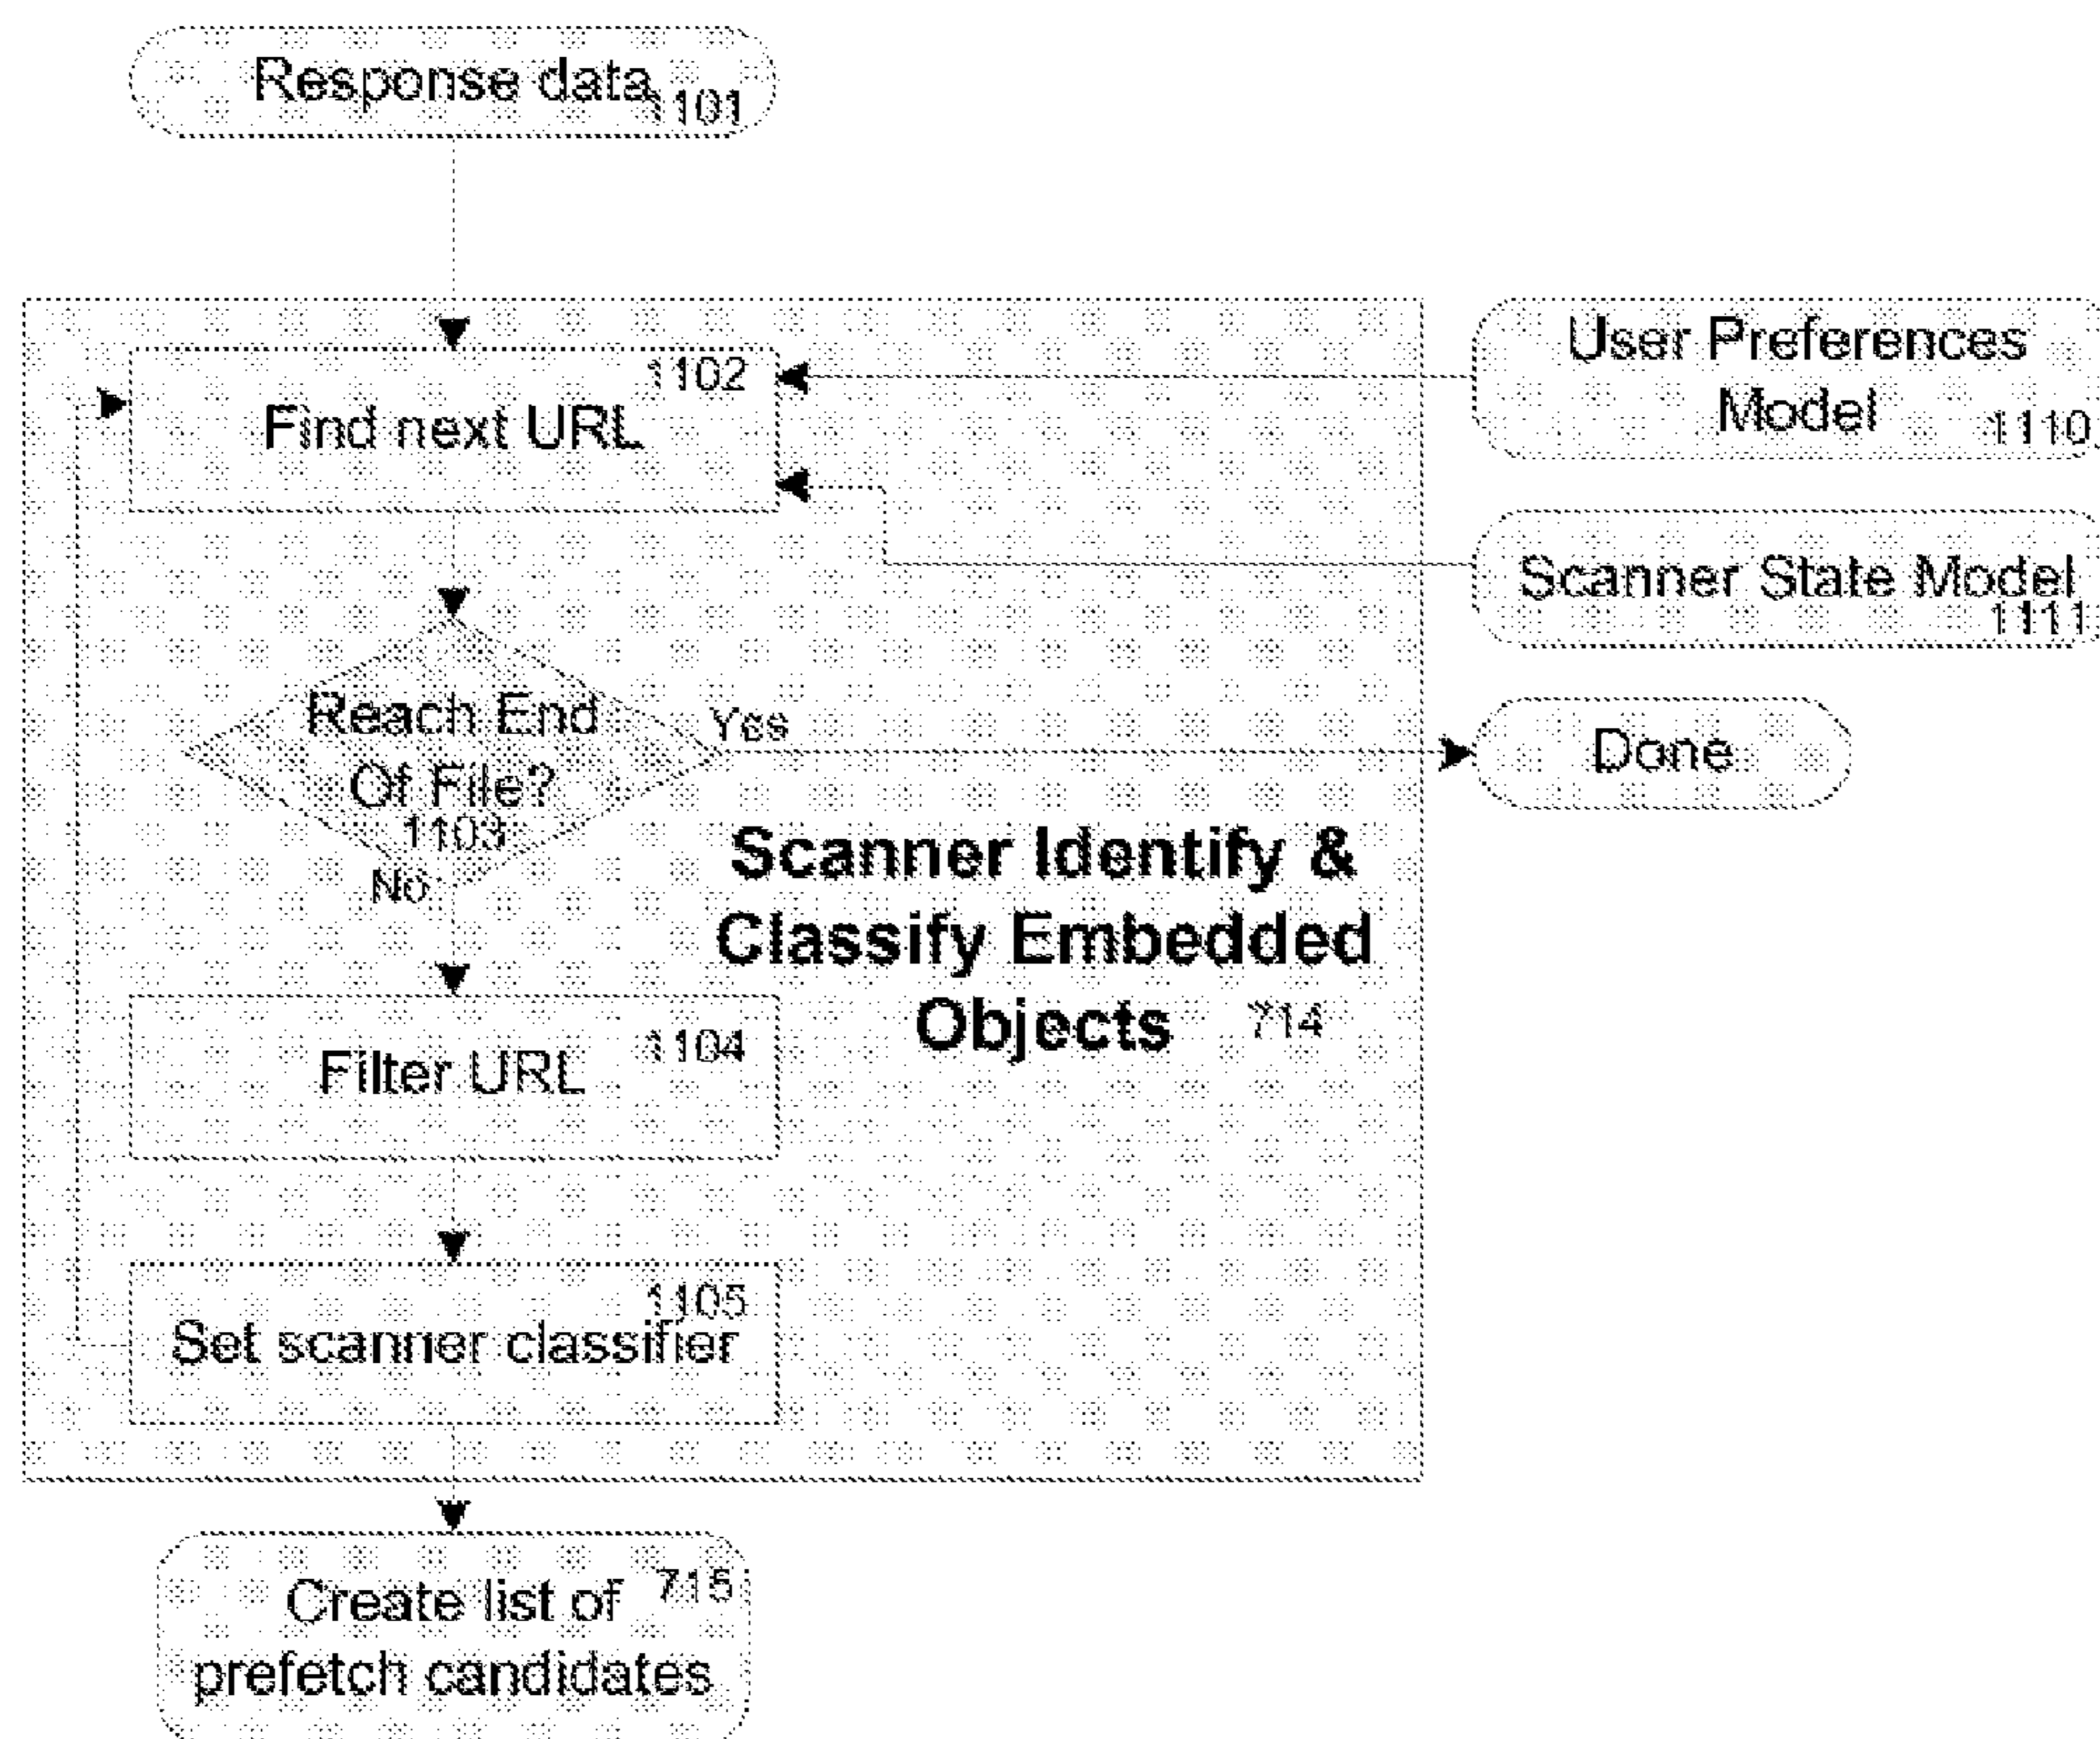 Response data
1101
1102
Find next URL
User Preferences
Model
1110
Scanner State Model
1111
Reach End
Of File?
1103
Yes
No
Done
Scanner Identify &
Classify Embedded
Objects 714
1104
Filter URL
1105
Set scanner classifier
Create list of 715
prefetch candidates